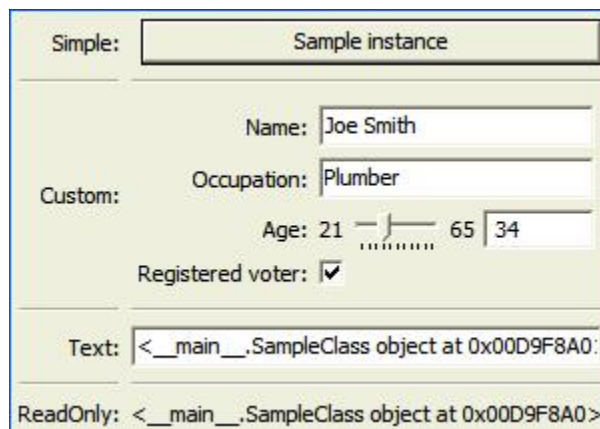 Simple: Sample instance
Name: Joe Smith
Custom:
Occupation: Plumber
Age: 21 65 34
Registered voter:
Text: <__main__.SampleClass object at 0x00D9F8A0
ReadOnly: <__main__.SampleClass object at 0x00D9F8A0>